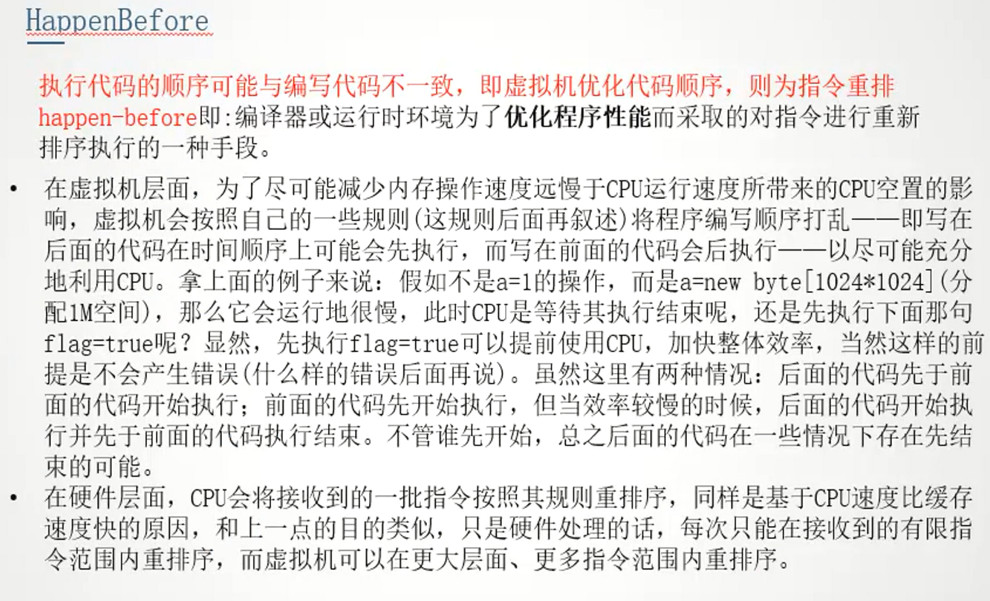 HappenBefore
执行代码的顺序可能与编写代码不一致，即虚拟机优化代码顺序，则为指令重排
happen-before即:编译器或运行时环境为了优化程序性能而采取的对指令进行重新
排序执行的一种手段。
• 在虚拟机层面，为了尽可能减少内存操作速度远慢于CPU运行速度所带来的CPU空置的影
响，虚拟机会按照自己的一些规则(这规则后面再叙述)将程序编写顺序打乱——即写在
后面的代码在时间顺序上可能会先执行，而写在前面的代码会后执行——以尽可能充分
地利用CPU。拿上面的例子来说：假如不是a=1的操作，而是a=new byte[1024*1024](分
配1M空间)，那么它会运行地很慢，此时CPU是等待其执行结束呢，还是先执行下面那句
flag=true呢？显然，先执行flag=true可以提前使用CPU，加快整体效率，当然这样的前
提是不会产生错误(什么样的错误后面再说)。虽然这里有两种情况：后面的代码先于前
面的代码开始执行；前面的代码先开始执行，但当效率较慢的时候，后面的代码开始执
行并先于前面的代码执行结束。不管谁先开始，总之后面的代码在一些情况下存在先结
束的可能。
• 在硬件层面，CPU会将接收到的一批指令按照其规则重排序，同样是基于CPU速度比缓存
速度快的原因，和上一点的目的类似，只是硬件处理的话，每次只能在接收到的有限指
令范围内重排序，而虚拟机可以在更大层面、更多指令范围内重排序。